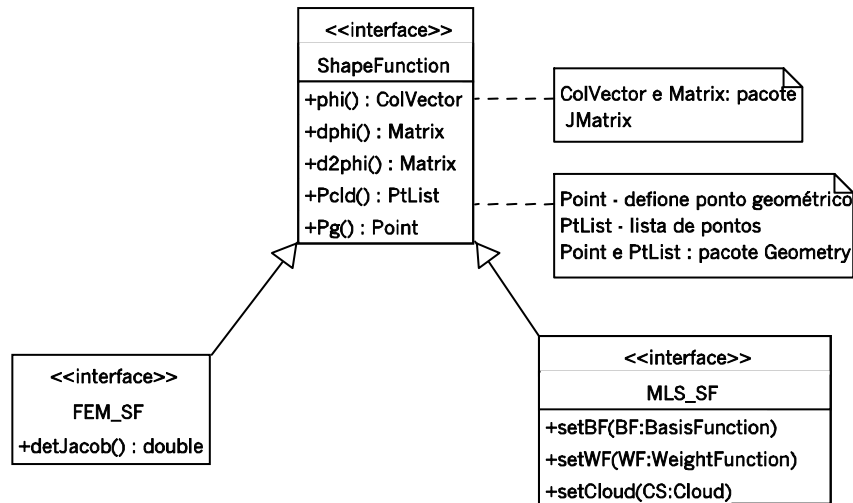 <<interface>>
ShapeFunction
+phi() : ColVector
+dphi() : Matrix
+d2phi() : Matrix
+Pcld() : PtList
+Pg() : Point
ColVector e Matrix: pacote
JMatrix
Point - defione ponto geométrico
PtList - lista de pontos
Point e PtList : pacote Geometry
<<interface>>
FEM_SF
+detJacob() : double
<<interface>>
MLS_SF
+setBF(BF:BasisFunction)
+setWF(WF:WeightFunction)
+setCloud(CS:Cloud)